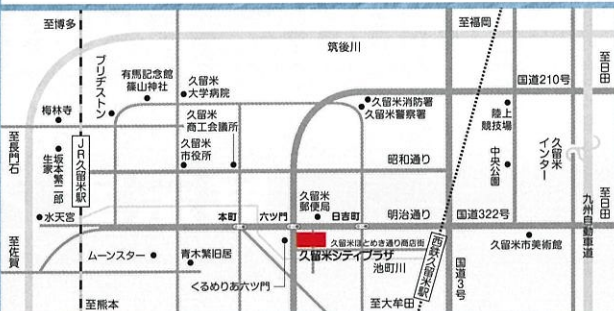 至博多
至福岡
筑後川
至日田
ブリヂストン
有馬記念館
篠山神社
久留米
大学病院
国道210号
梅林寺
久留米
商工会議所
久留米消防署
久留米警察署
陸上
競技場
久留米
インター
至長門石
坂本繁二郎
生家
JR久留米駅
久留米
市役所
昭和通り
中央公園
水天宮
本町
六ツ門
久留米
郵便局
日吉町
明治通り
国道322号
至日田
九州自動車道
至佐賀
ムーンスター
青木繁旧居
久留米ほとめき通り商店街
久留米シティプラザ
池町川
西鉄久留米駅
国道3号
久留米市美術館
くるめりあ六ツ門
至熊本
至大牟田